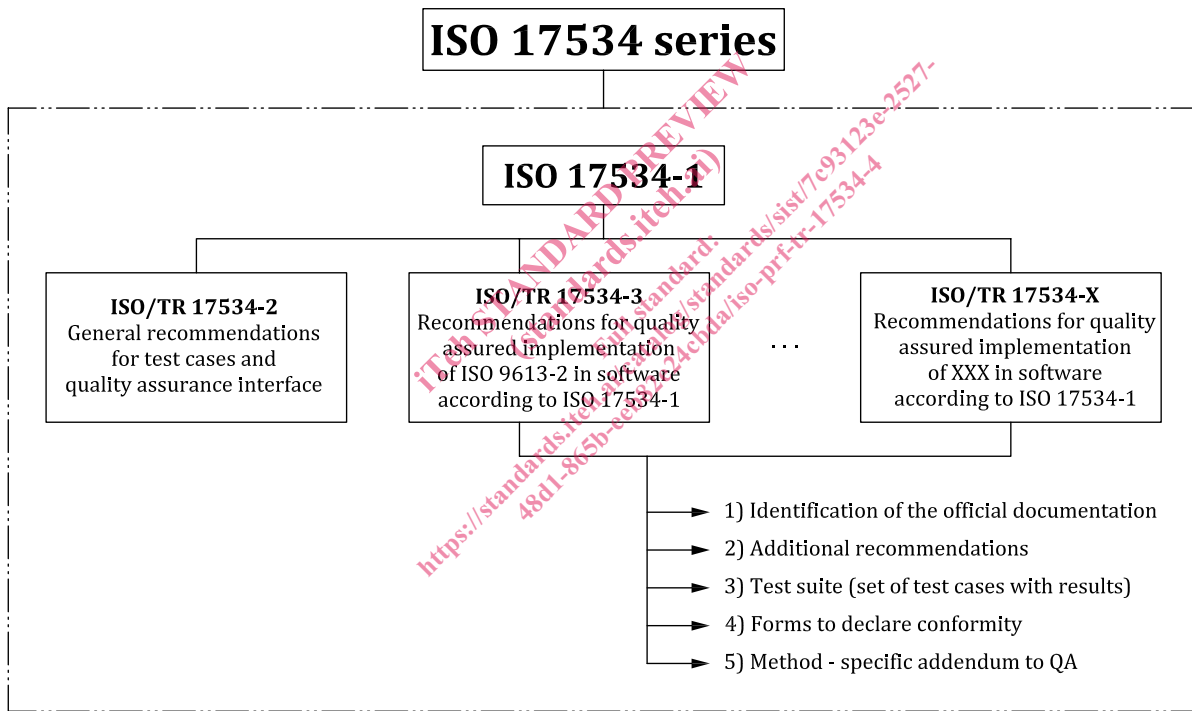 ISO 17534 series
ISO 17534-1
ISO/TR 17534-2
General recommendations
for test cases and
quality assurance interface
ISO/TR 17534-3
Recommendations for quality
assured implementation
of ISO 9613-2 in software
according to ISO 17534-1
...
ISO/TR 17534-X
Recommendations for quality
assured implementation
of XXX in software
according to ISO 17534-1
1) Identification of the official documentation
2) Additional recommendations
3) Test suite (set of test cases with results)
4) Forms to declare conformity
5) Method - specific addendum to QA
iTeh STANDARD PREVIEW
(standards.iteh.ai)
Full standard:
https://standards.iteh.ai/catalog/standards/sist/7c93123e-2527-
48d1-865b-eeb82e24cbda/iso-prf-tr-17534-4